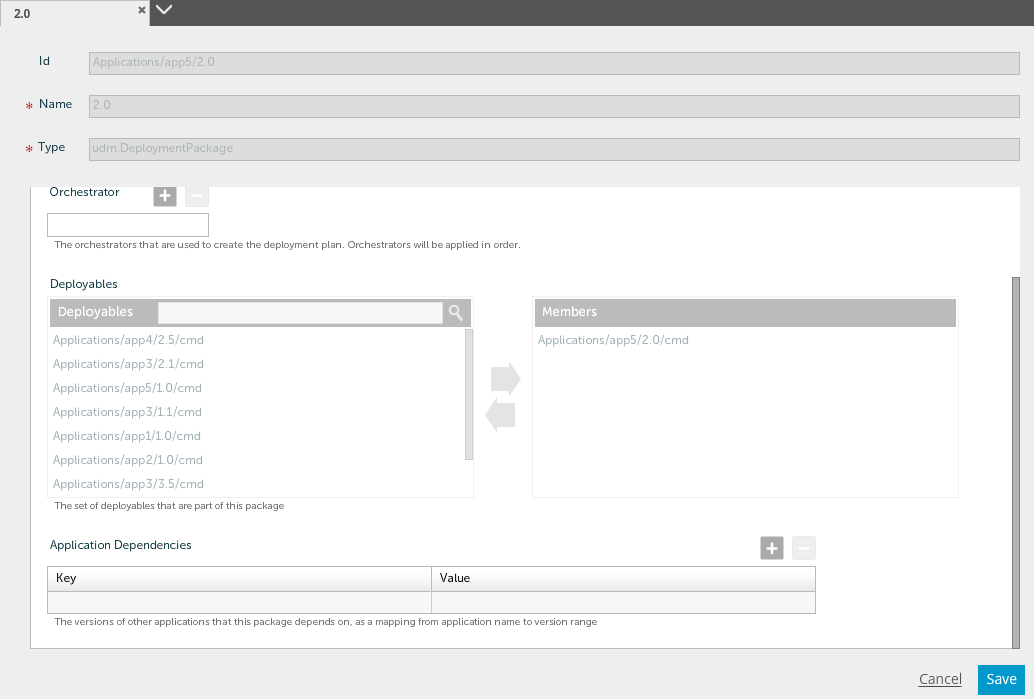 2.0
Id
Applications/app5/2.0
* Name
2.0
* Type
udm.DeploymentPackage
Orchestrator
The orchestrators that are used to create the deployment plan. Orchestrators will be applied in order.
Deployables
Deployables
Applications/app4/2.5/cmd
Applications/app3/2.1/cmd
Applications/app5/1.0/cmd
Applications/app3/1.1/cmd
Applications/app1/1.0/cmd
Applications/app2/1.0/cmd
Applications/app3/3.5/cmd
The set of deployables that are part of this package
Members
Applications/app5/2.0/cmd
Application Dependencies
Key Value
The versions of other applications that this package depends on, as a mapping from application name to version range
Cancel Save